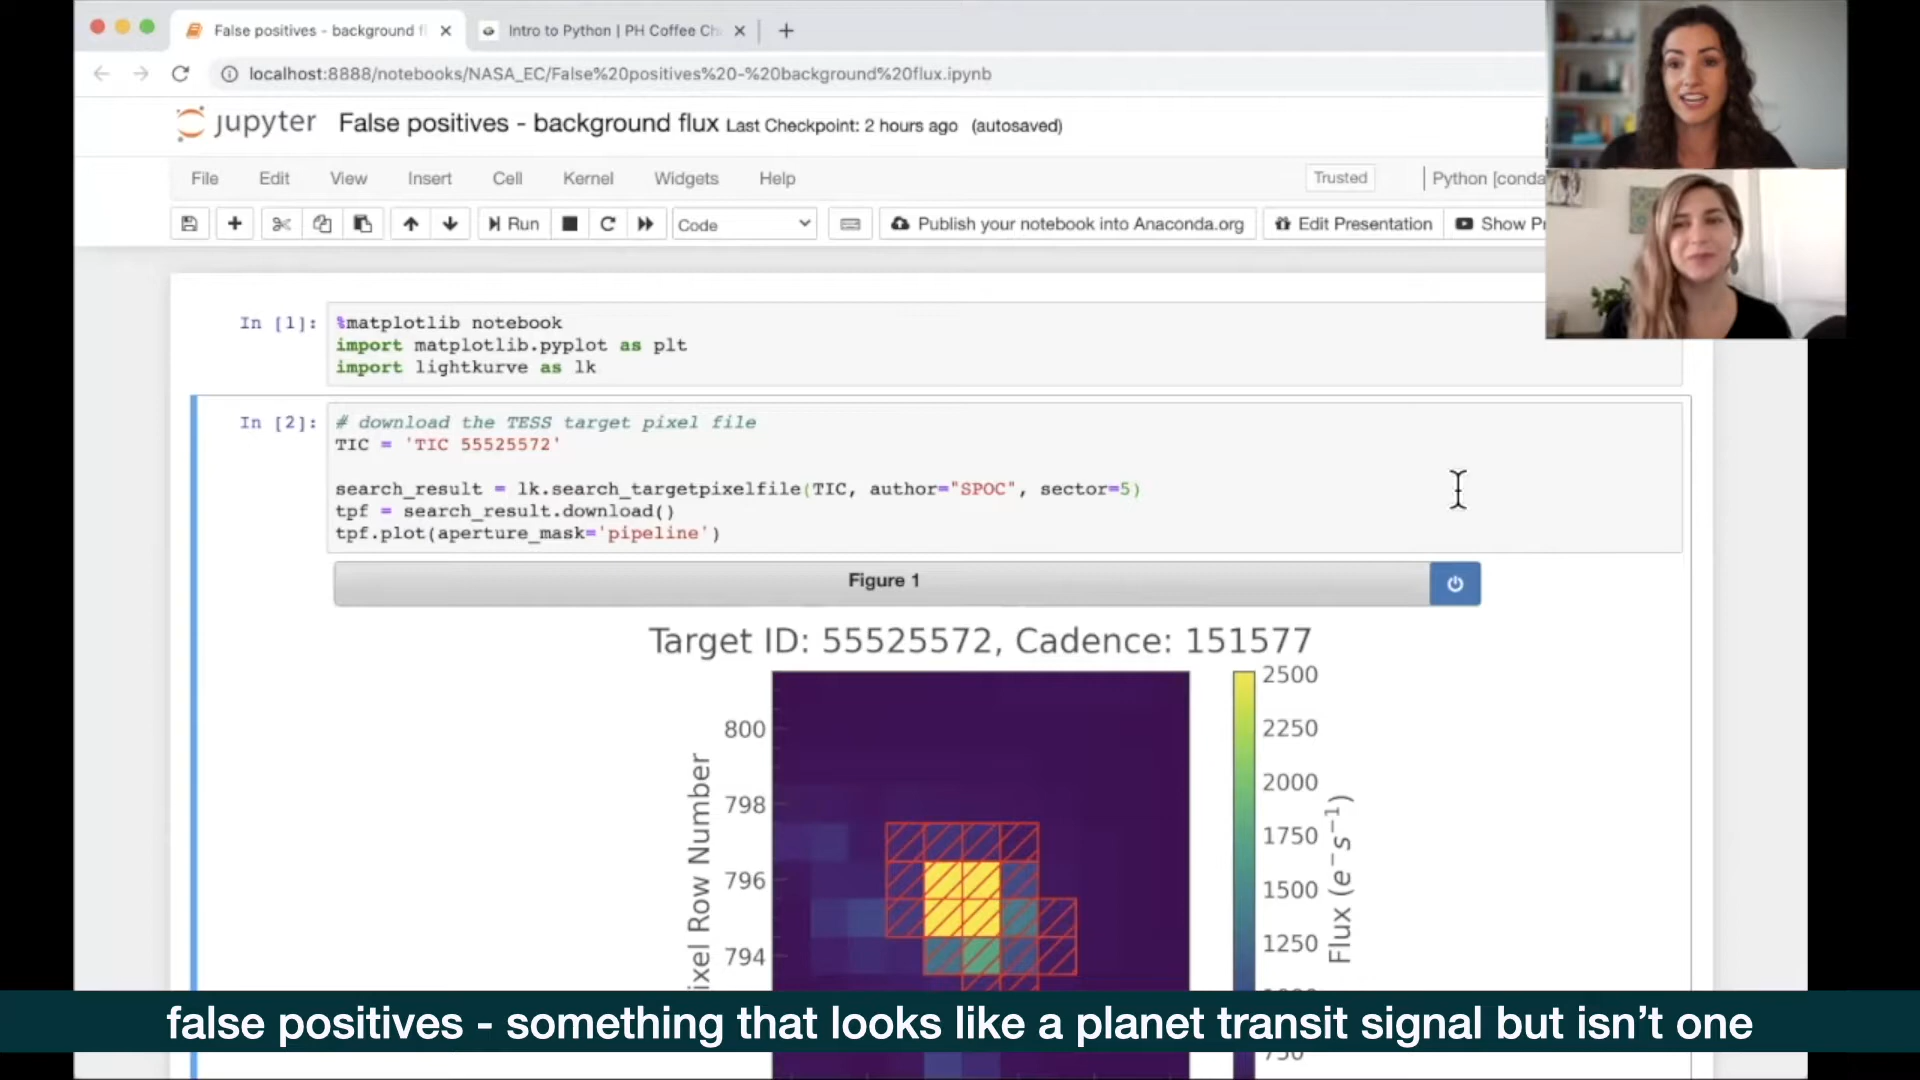 False positives - background fl
Intro to Python | PH Coffee Ch
localhost:8888/notebooks/NASA_EC/False%20positives%20-%20background%20flux.ipynb
jupyter False positives - background flux Last Checkpoint: 2 hours ago (autosaved)
File Edit View Insert Cell Kernel Widgets Help Trusted Python [conda
Run Code Publish your notebook into Anaconda.org Edit Presentation Show Pr
In [1]: %matplotlib notebook
import matplotlib.pyplot as plt
import lightkurve as lk
In [2]: # download the TESS target pixel file
TIC = 'TIC 55525572'
search_result = lk.search_targetpixelfile(TIC, author="SPOC", sector=5)
tpf = search_result.download()
tpf.plot(aperture_mask='pipeline')
Figure 1
Target ID: 55525572, Cadence: 151577
800
798
796
794
ixel Row Number
2500
2250
2000
1750
1500
1250
Flux (e⁻s⁻¹)
false positives - something that looks like a planet transit signal but isn't one